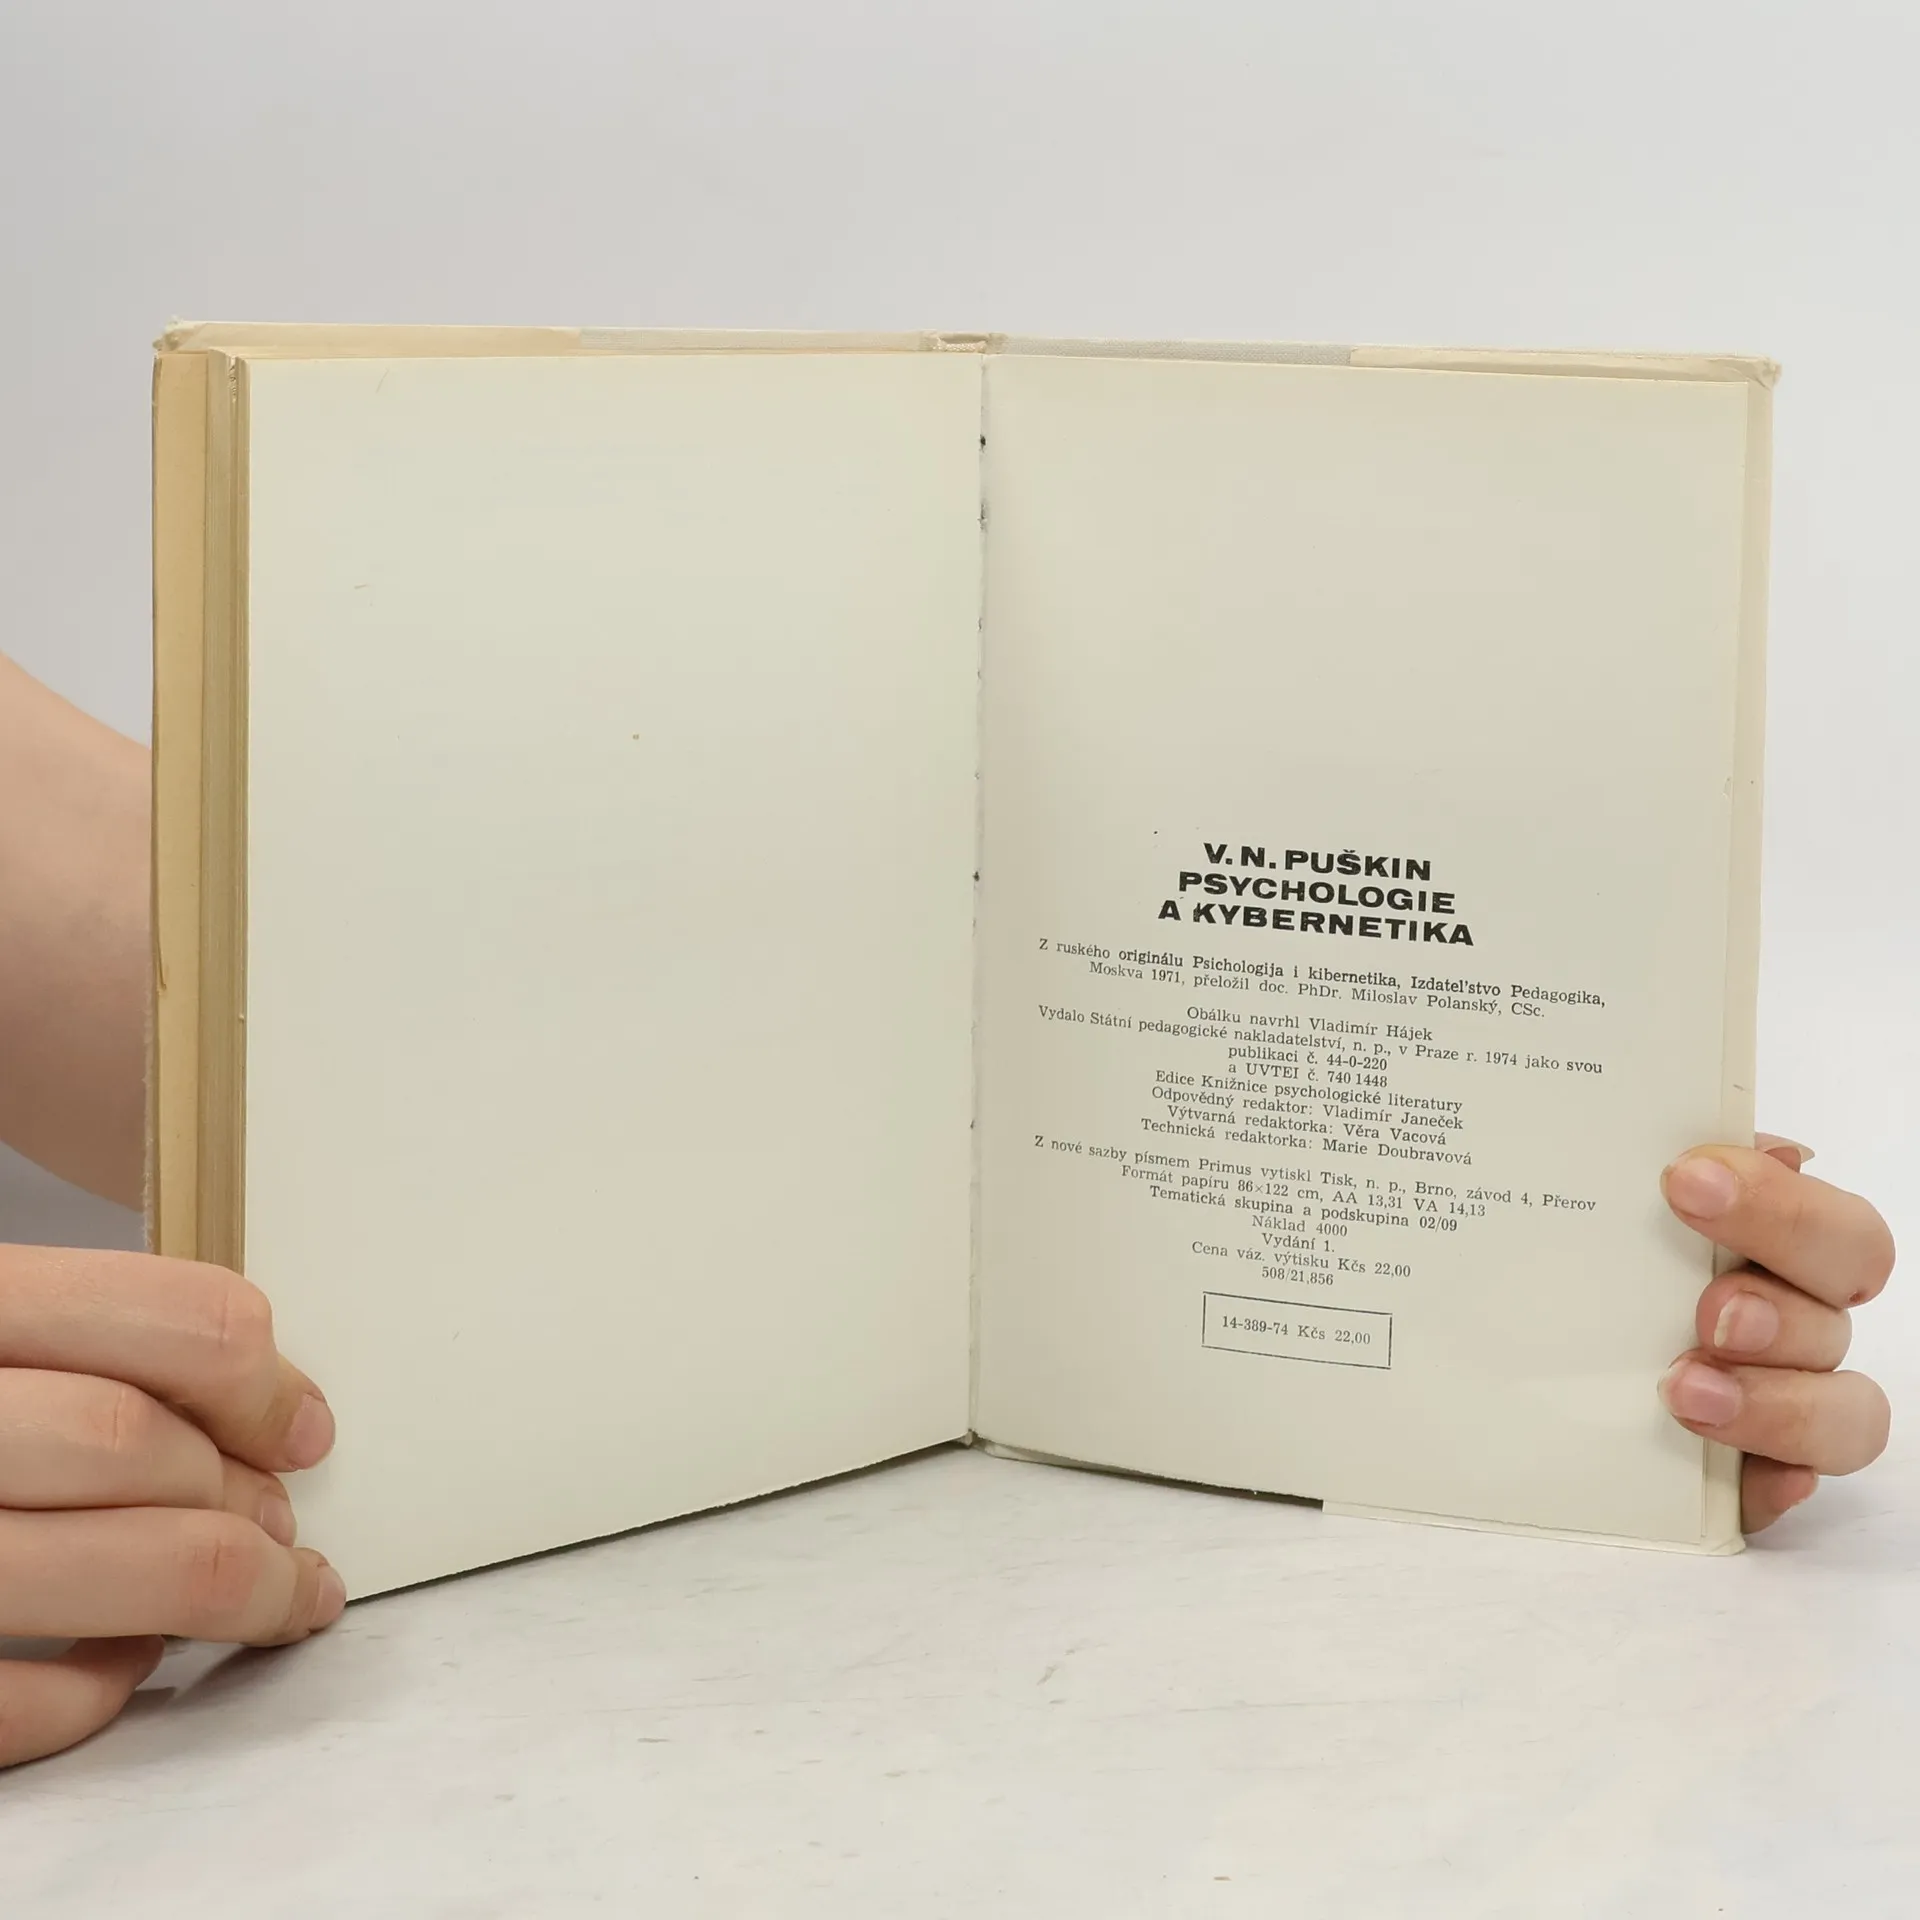 V. N. PUŠKIN
PSYCHOLOGIE
A KYBERNETIKA
Z ruského originálu Psichologija i kibernetika, Izdatel'stvo Pedagogika,
Moskva 1971, přeložil doc. PhDr. Miloslav Polanský, CSc.
Obálku navrhl Vladimír Hájek
Vydalo Státní pedagogické nakladatelství, n. p., v Praze r. 1974 jako svou
publikaci č. 44-0-220
a UVTEI č. 740 1448
Edice Knižnice psychologické literatury
Odpovědný redaktor: Vladimír Janeček
Výtvarná redaktorka: Věra Vacová
Technická redaktorka: Marie Doubravová
Z nové sazby písmem Primus vytiskl Tisk, n. p., Brno, závod 4, Přerov
Formát papíru 86×122 cm, AA 13,31 VA 14,13
Tematická skupina a podskupina 02/09
Náklad 4000
Vydání 1.
Cena váz. výtisku Kčs 22,00
508/21,856
14-389-74 Kčs 22,00